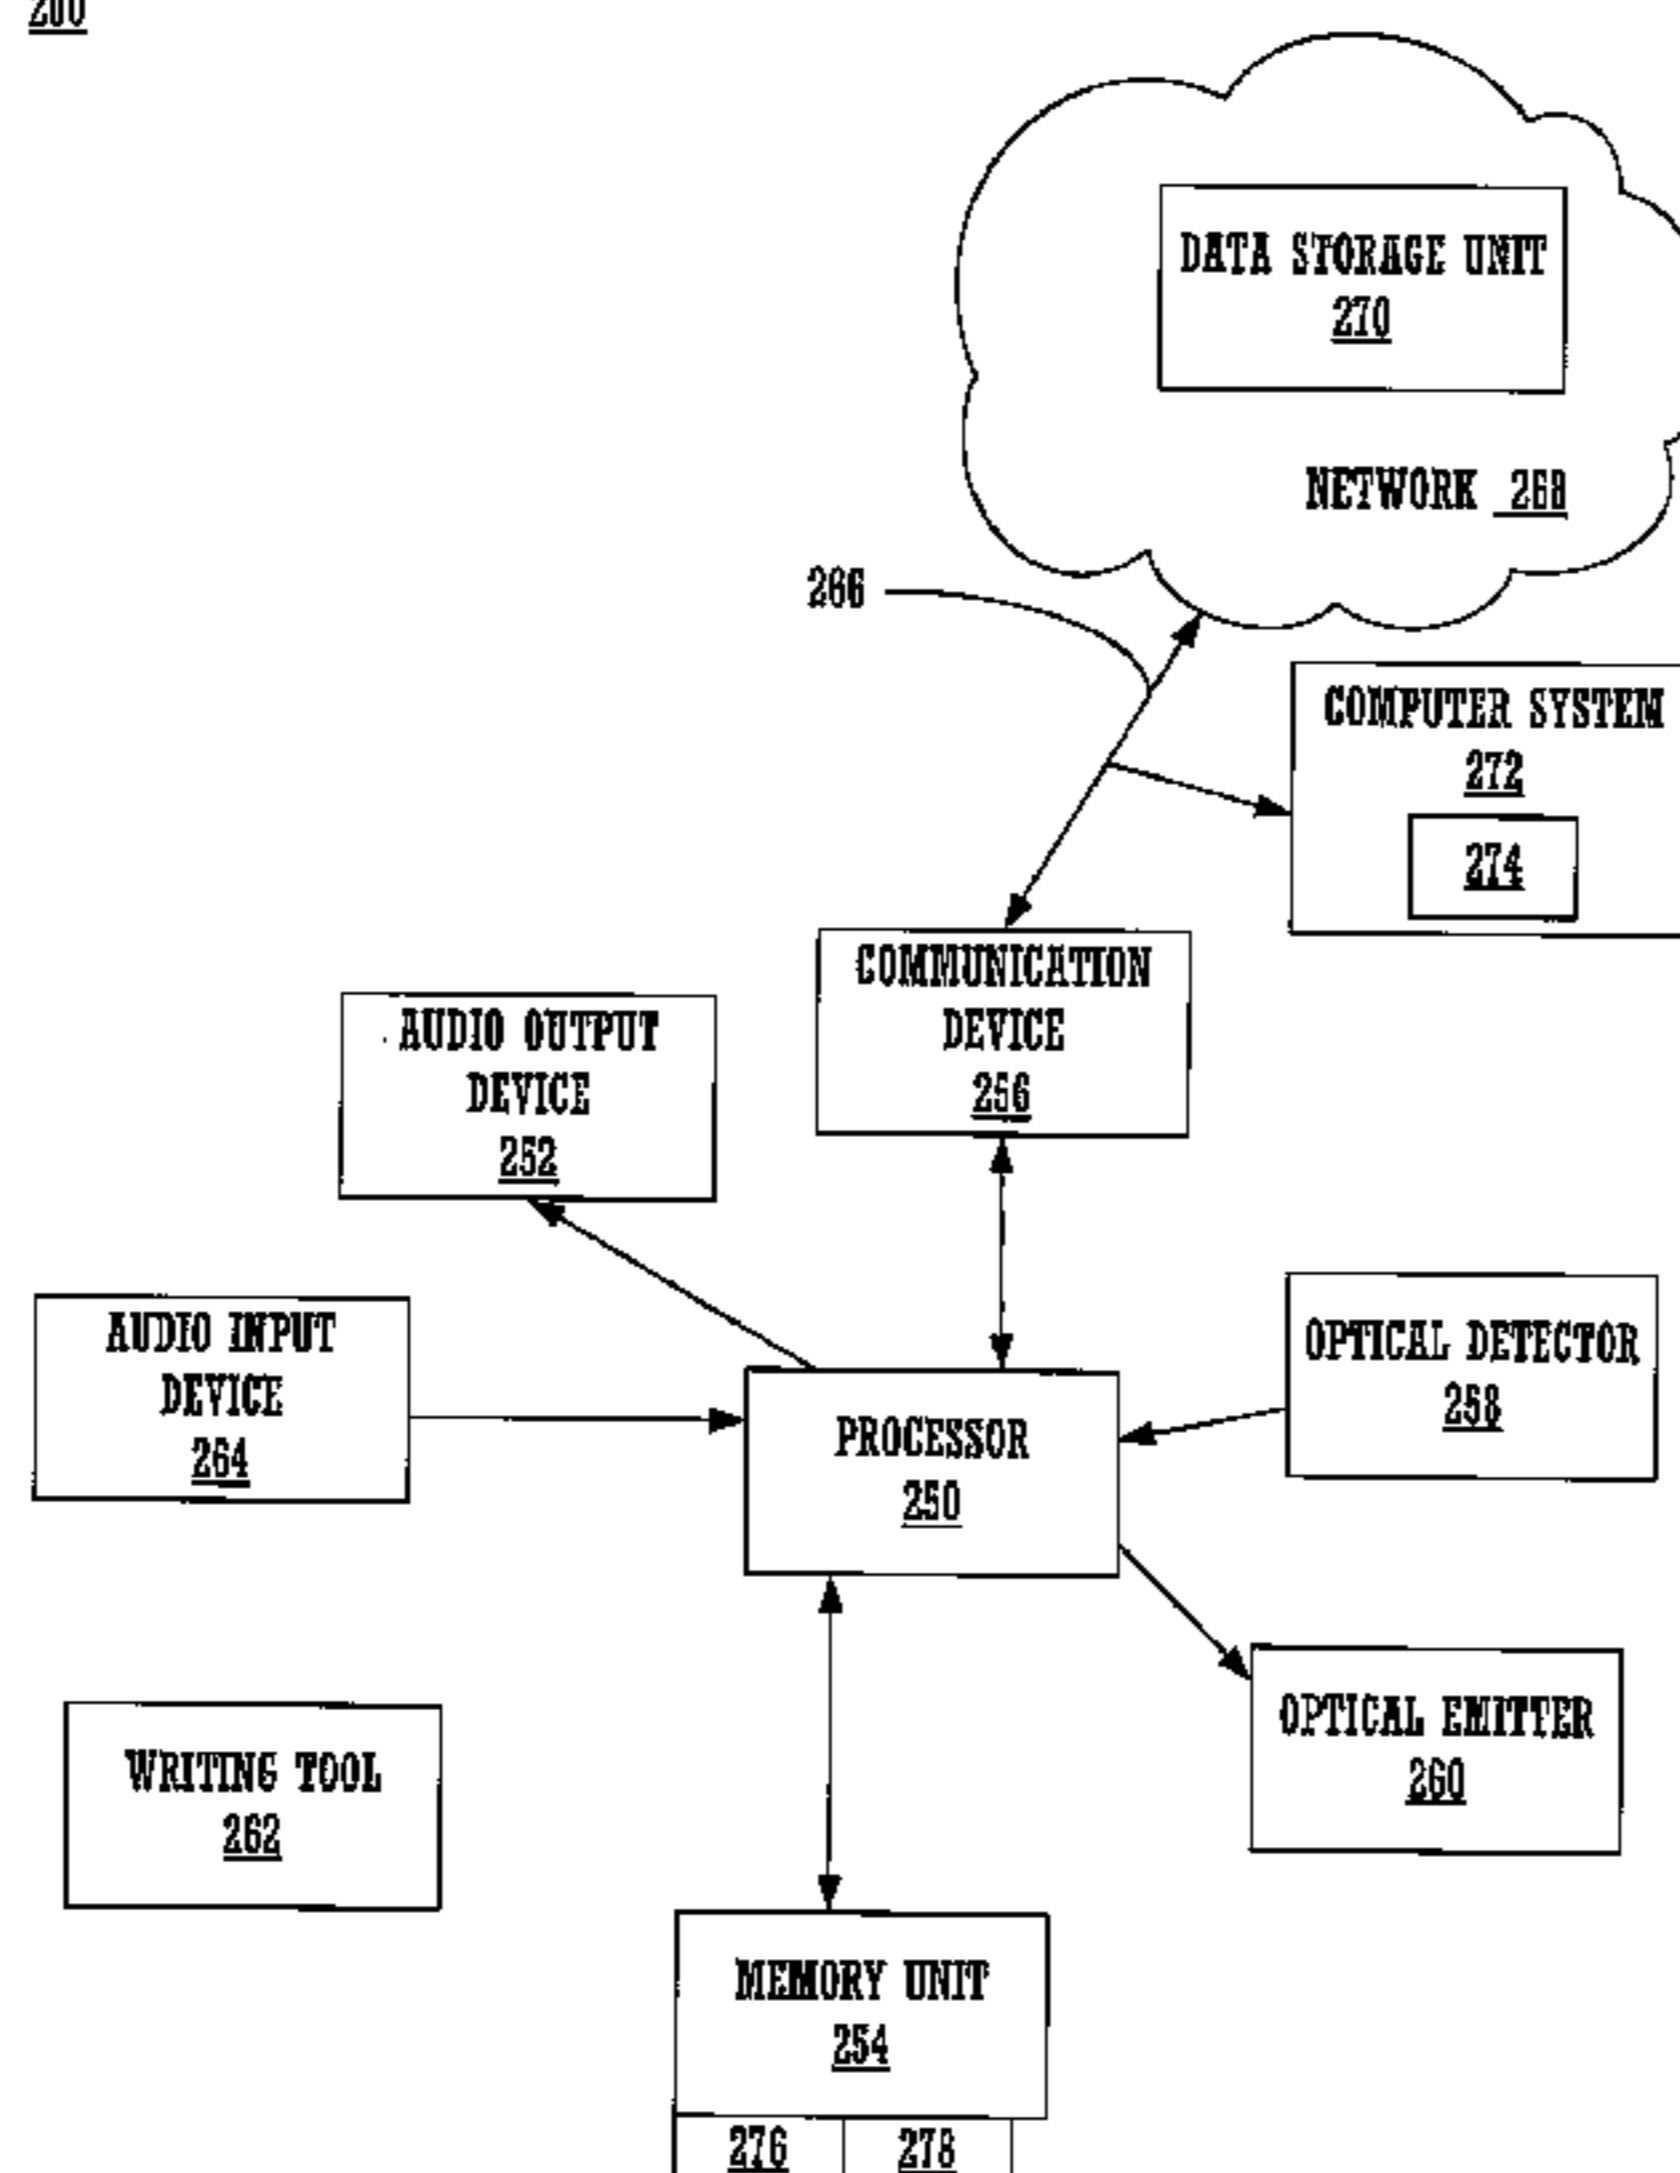 200
DATA STORAGE UNIT
270
NETWORK 268
266
COMPUTER SYSTEM
272
274
COMMUNICATION
DEVICE
256
AUDIO OUTPUT
DEVICE
252
AUDIO INPUT
DEVICE
264
OPTICAL DETECTOR
258
PROCESSOR
250
OPTICAL EMITTER
260
WRITING TOOL
262
MEMORY UNIT
254
276 278